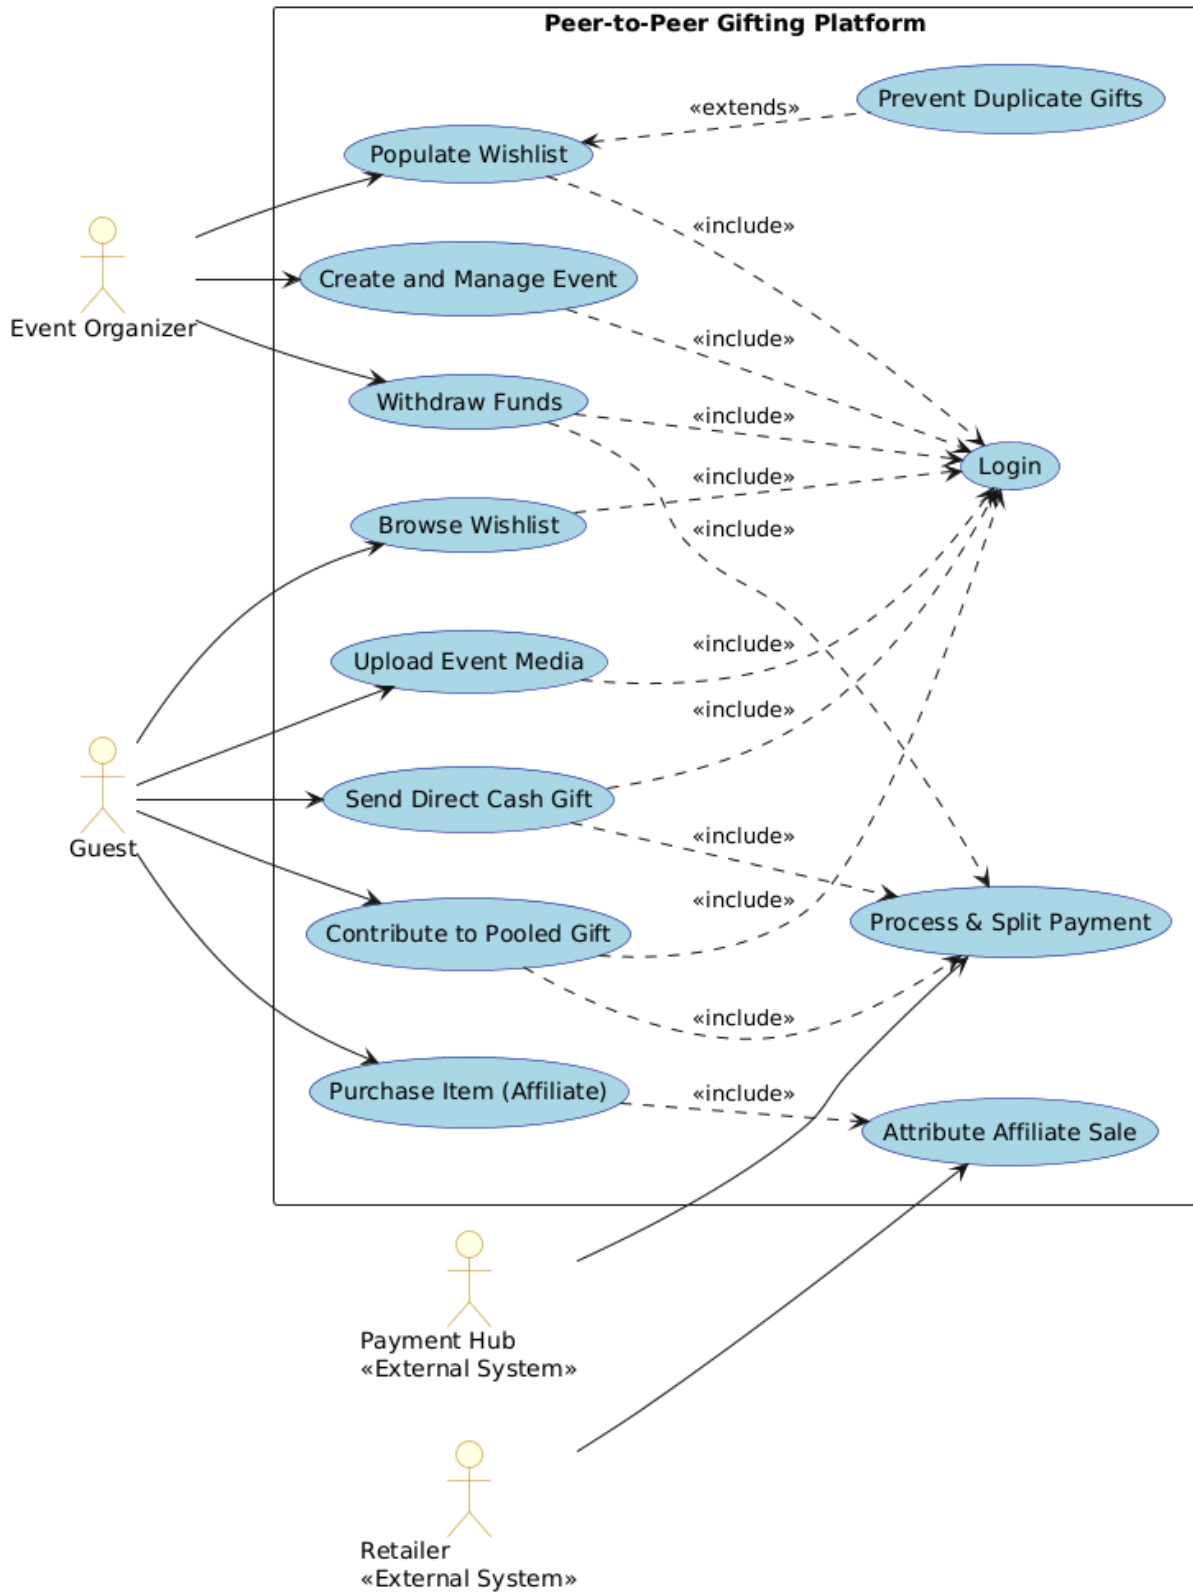 Peer-to-Peer Gifting Platform
Prevent Duplicate Gifts
«extends»
Populate Wishlist
«include»
Create and Manage Event
Event Organizer
«include»
Withdraw Funds
«include»
Login
«include»
Browse Wishlist
«include»
Upload Event Media
«include»
«include»
Send Direct Cash Gift
«include»
Guest
«include»
Process & Split Payment
Contribute to Pooled Gift
«include»
Purchase Item (Affiliate)
«include»
Attribute Affiliate Sale
Payment Hub
«External System»
Retailer
«External System»